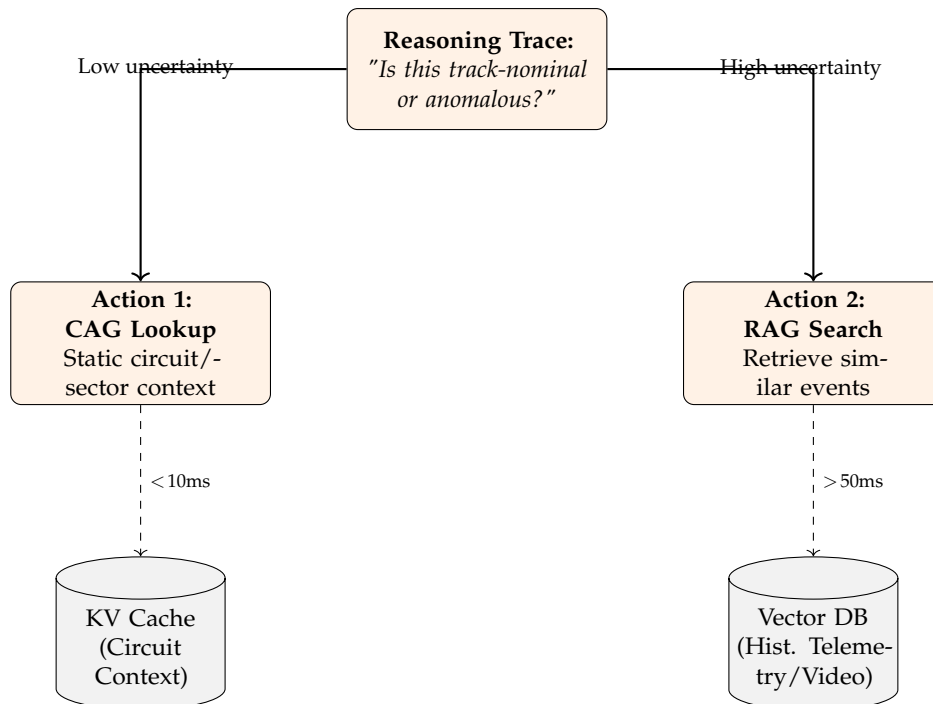 Reasoning Trace:
"Is this track-nominal
or anomalous?"
Low uncertainty
High uncertainty
Action 1:
CAG Lookup
Static circuit/-
sector context
Action 2:
RAG Search
Retrieve sim-
ilar events
<10ms
>50ms
KV Cache
(Circuit
Context)
Vector DB
(Hist. Teleme-
try/Video)